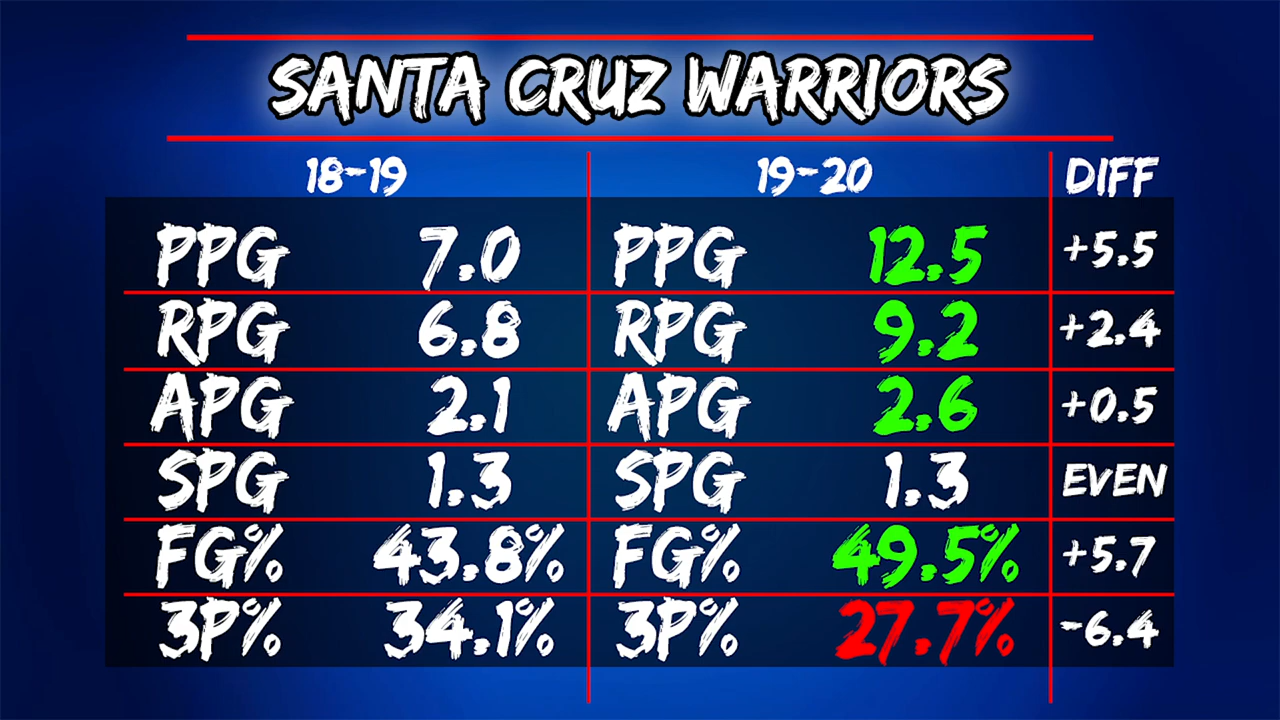 SANTA CRUZ WARRIORS
18-19 19-20 DIFF
PPG 7.0 PPG 12.5 +5.5
RPG 6.8 RPG 9.2 +2.4
APG 2.1 APG 2.6 +0.5
SPG 1.3 SPG 1.3 EVEN
FG% 43.8% FG% 49.5% +5.7
3P% 34.1% 3P% 27.7% -6.4